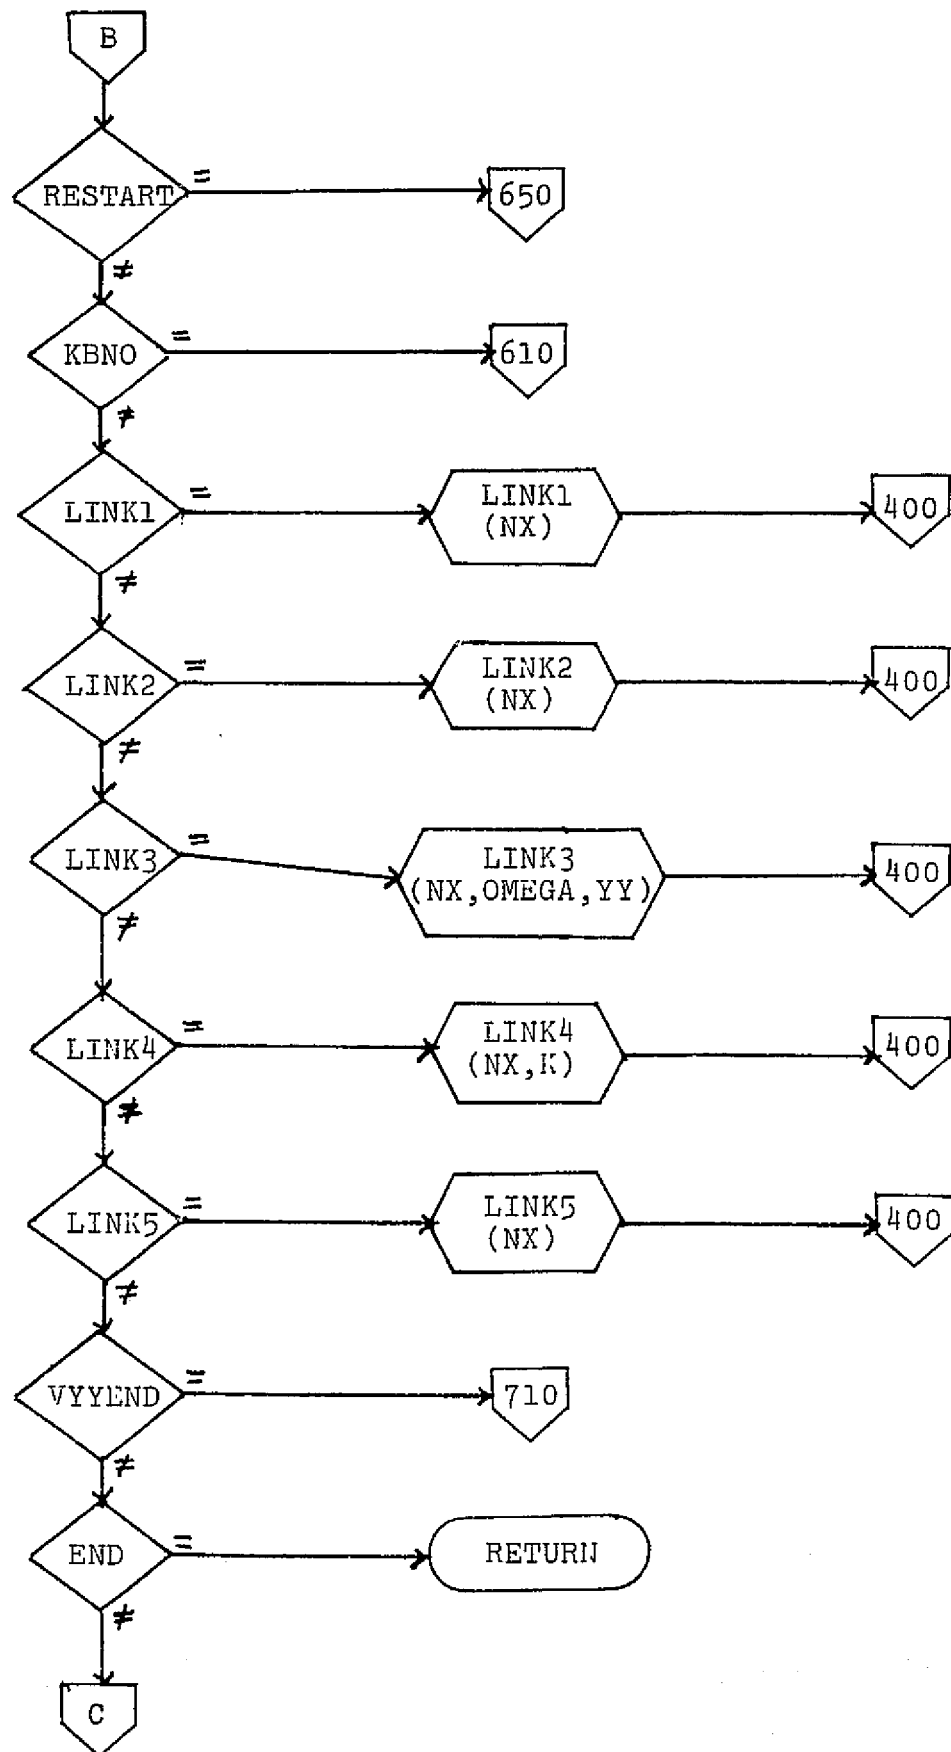 B
RESTART = 650
≠
KBNO = 610
≠
LINK1 = LINK1 400
(NX)
≠
LINK2 = LINK2 400
(NX)
≠
LINK3 = LINK3 400
(NX,OMEGA,YY)
≠
LINK4 = LINK4 400
(NX,K)
≠
LINK5 = LINK5 400
(NX)
≠
VYYEND = 710
≠
END = RETURN
≠
C